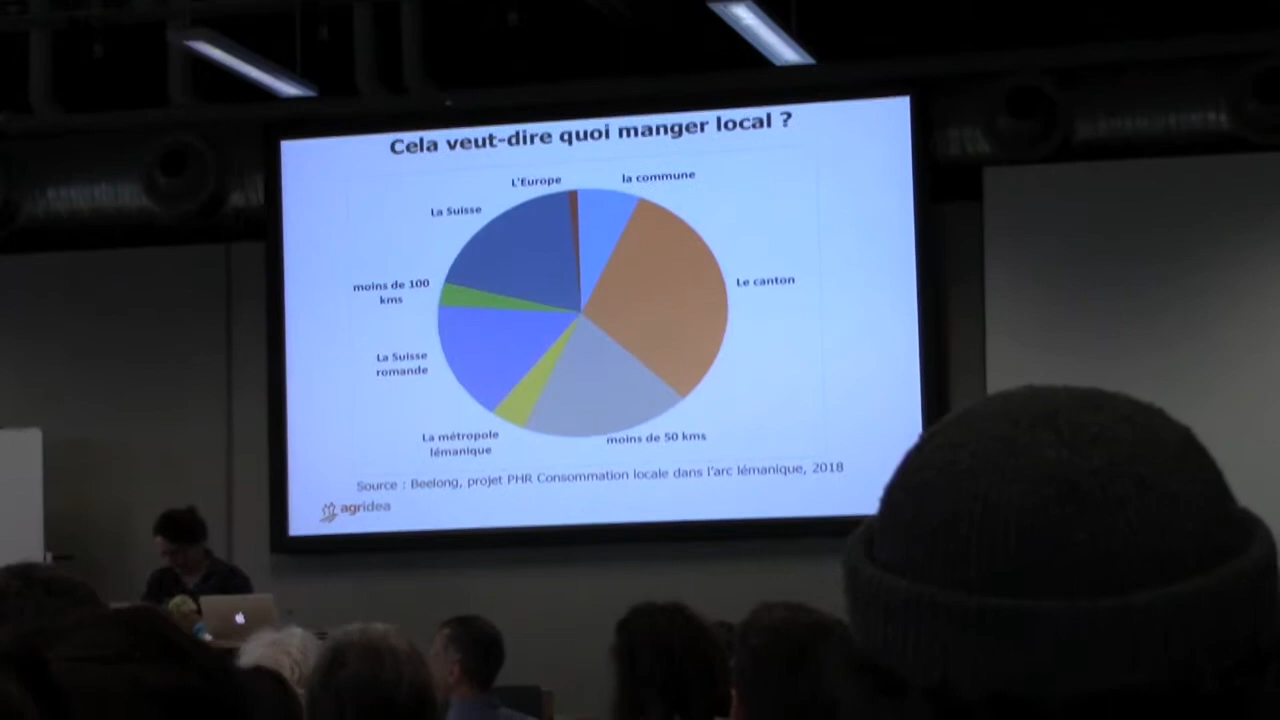 Cela veut-dire quoi manger local ?
L'Europe
la commune
La Suisse
Le canton
moins de 100
kms
La Suisse
romande
La métropole
lémanique
moins de 50 kms
Source : Beelong, projet PHR Consommation locale dans l'arc lémanique, 2018
agridea